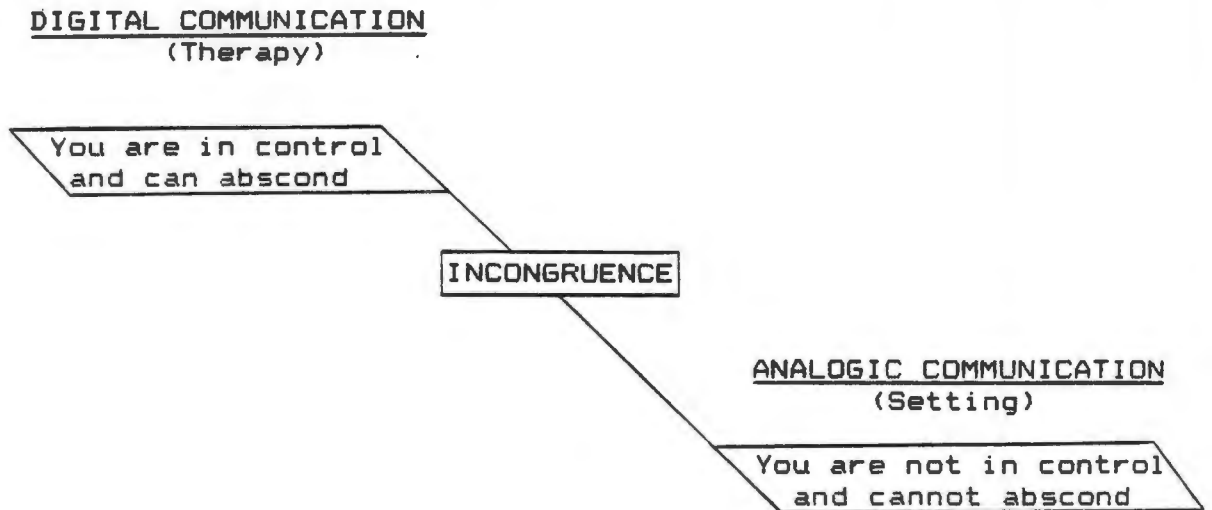 DIGITAL COMMUNICATION
(Therapy)
You are in control
and can abscond
INCONGRUENCE
ANALOGIC COMMUNICATION
(Setting)
You are not in control
and cannot abscond